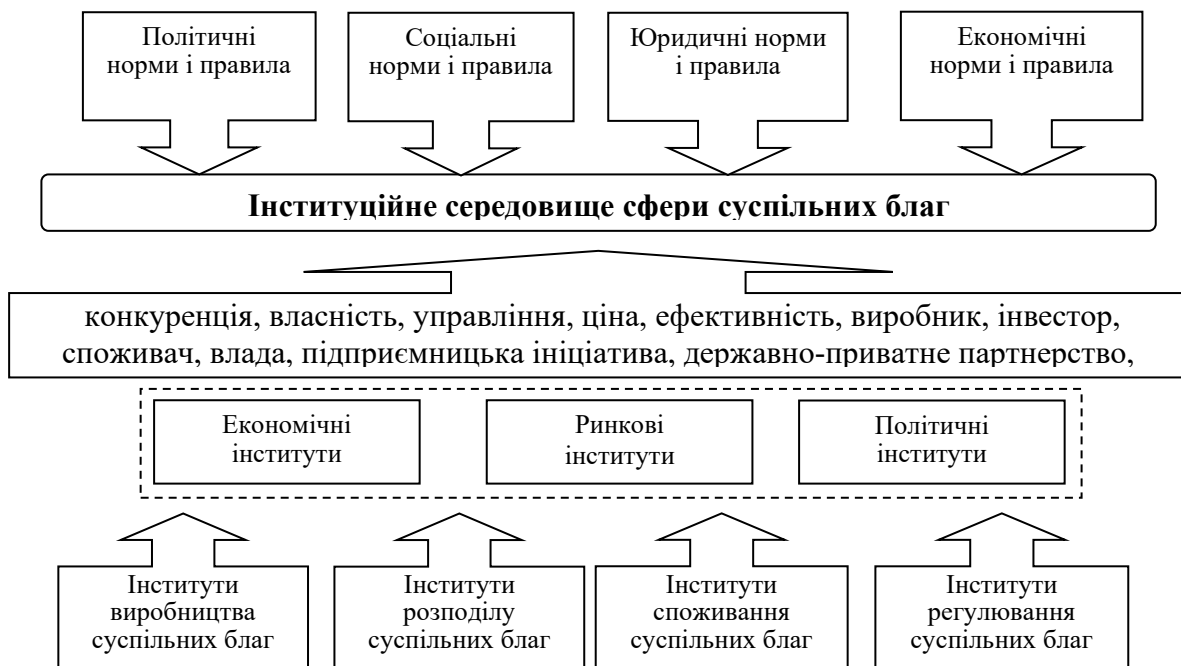 Політичні
норми і правила
Соціальні
норми і правила
Юридичні норми
і правила
Економічні
норми і правила
Інституційне середовище сфери суспільних благ
конкуренція, власність, управління, ціна, ефективність, виробник, інвестор,
споживач, влада, підприємницька ініціатива, державно-приватне партнерство,
Економічні
інститути
Ринкові
інститути
Політичні
інститути
Інститути
виробництва
суспільних благ
Інститути
розподілу
суспільних благ
Інститути
споживання
суспільних благ
Інститути
регулювання
суспільних благ